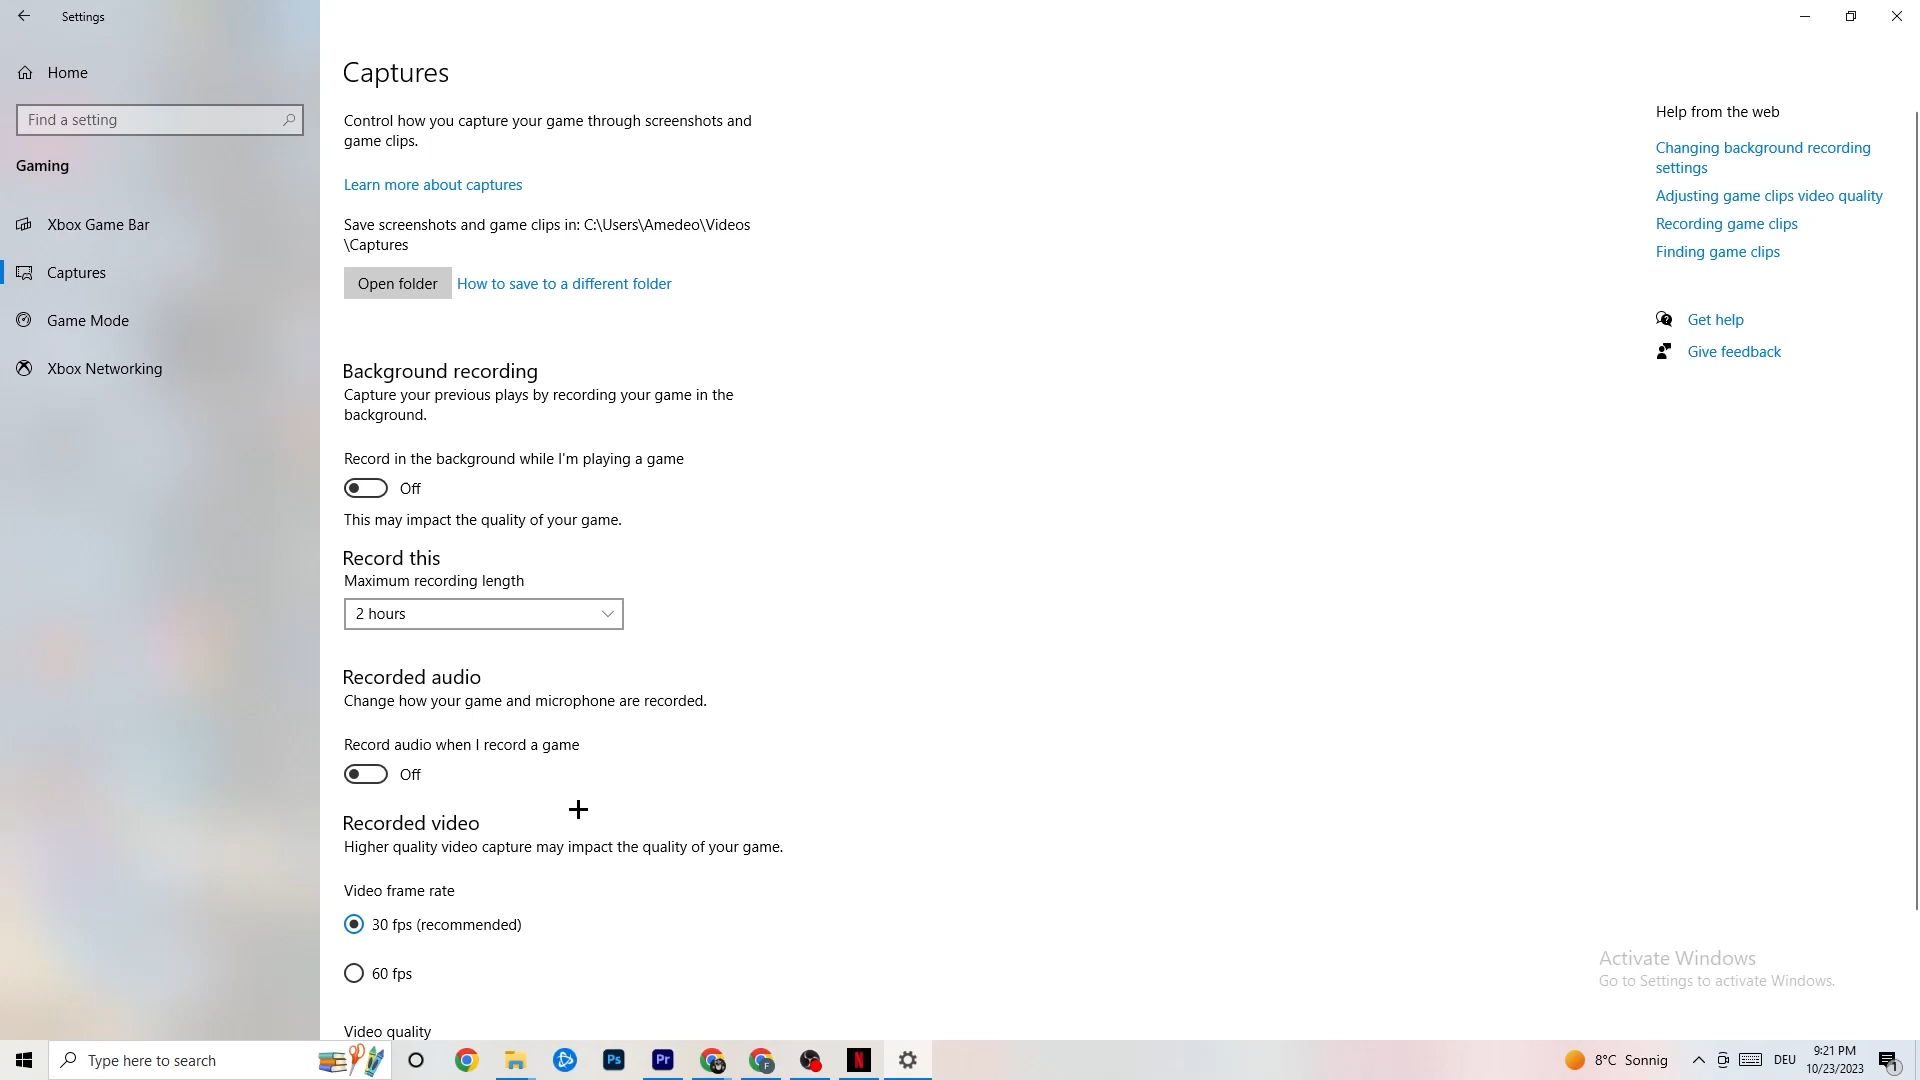 Settings
Home
Find a setting
Gaming
Xbox Game Bar
Captures
Game Mode
Xbox Networking
Captures
Control how you capture your game through screenshots and
game clips.
Learn more about captures
Save screenshots and game clips in: C:\Users\Amedeo\Videos
\Captures
Open folder
How to save to a different folder
Background recording
Capture your previous plays by recording your game in the
background.
Record in the background while I'm playing a game
Off
This may impact the quality of your game.
Record this
Maximum recording length
2 hours
Recorded audio
Change how your game and microphone are recorded.
Record audio when I record a game
Off
Recorded video
Higher quality video capture may impact the quality of your game.
Video frame rate
30 fps (recommended)
60 fps
Video quality
Help from the web
Changing background recording
settings
Adjusting game clips video quality
Recording game clips
Finding game clips
Get help
Give feedback
Activate Windows
Go to Settings to activate Windows.
Type here to search
Ps
Pr
F
N
8°C Sonnig
DEU
9:21 PM
10/23/2023
1